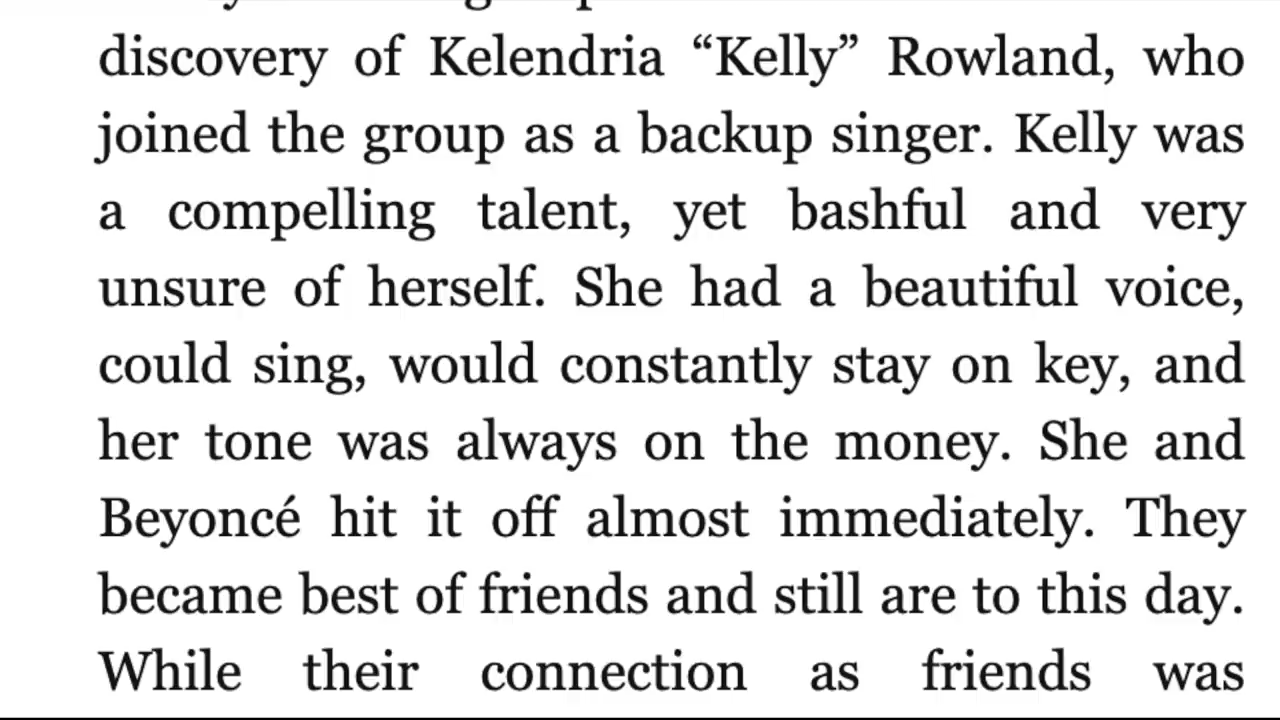 discovery of Kelendria “Kelly” Rowland, who
joined the group as a backup singer. Kelly was
a compelling talent, yet bashful and very
unsure of herself. She had a beautiful voice,
could sing, would constantly stay on key, and
her tone was always on the money. She and
Beyoncé hit it off almost immediately. They
became best of friends and still are to this day.
While their connection as friends was